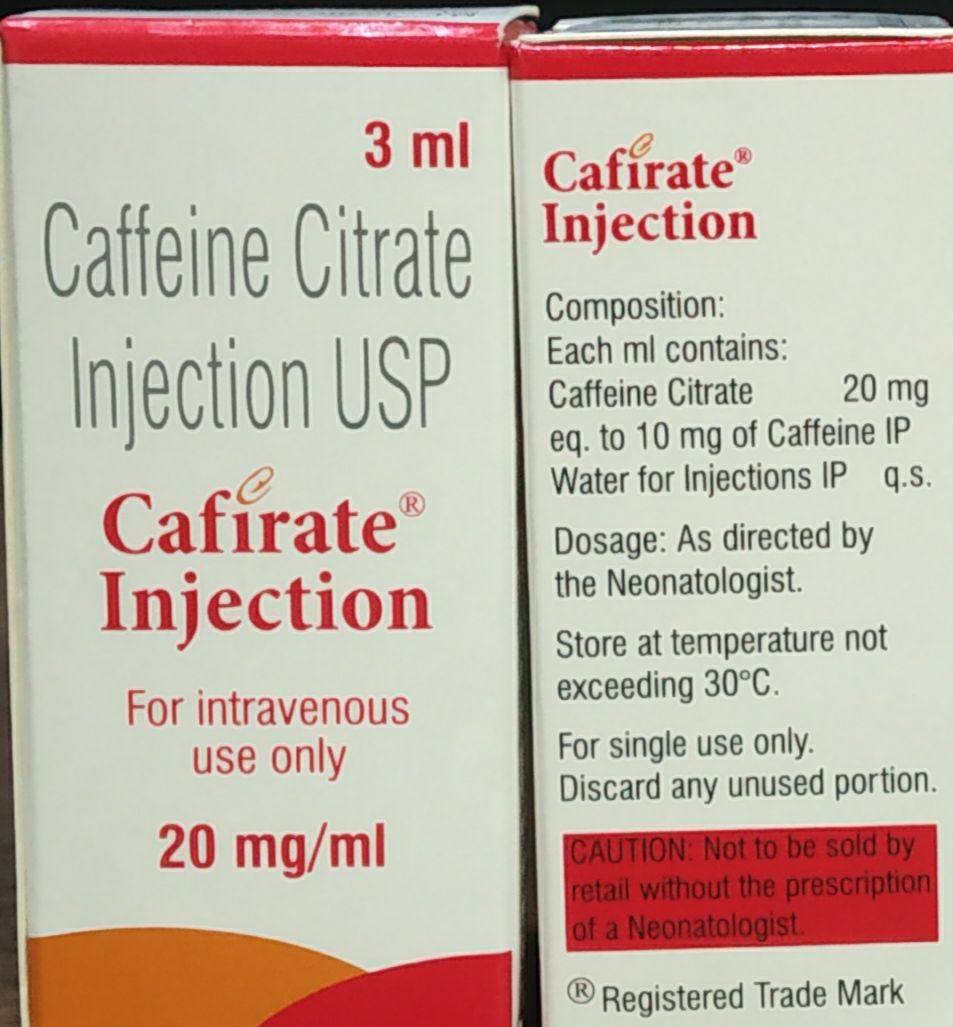 3 ml
Caffeine Citrate
Injection USP
Cafirate®
Injection
For intravenous
use only
20 mg/ml
Cafirate®
Injection
Composition:
Each ml contains:
Caffeine Citrate 20 mg
eq. to 10 mg of Caffeine IP
Water for Injections IP q.s.
Dosage: As directed by
the Neonatologist.
Store at temperature not
exceeding 30°C.
For single use only.
Discard any unused portion.
CAUTION: Not to be sold by
retail without the prescription
of a Neonatologist.
® Registered Trade Mark